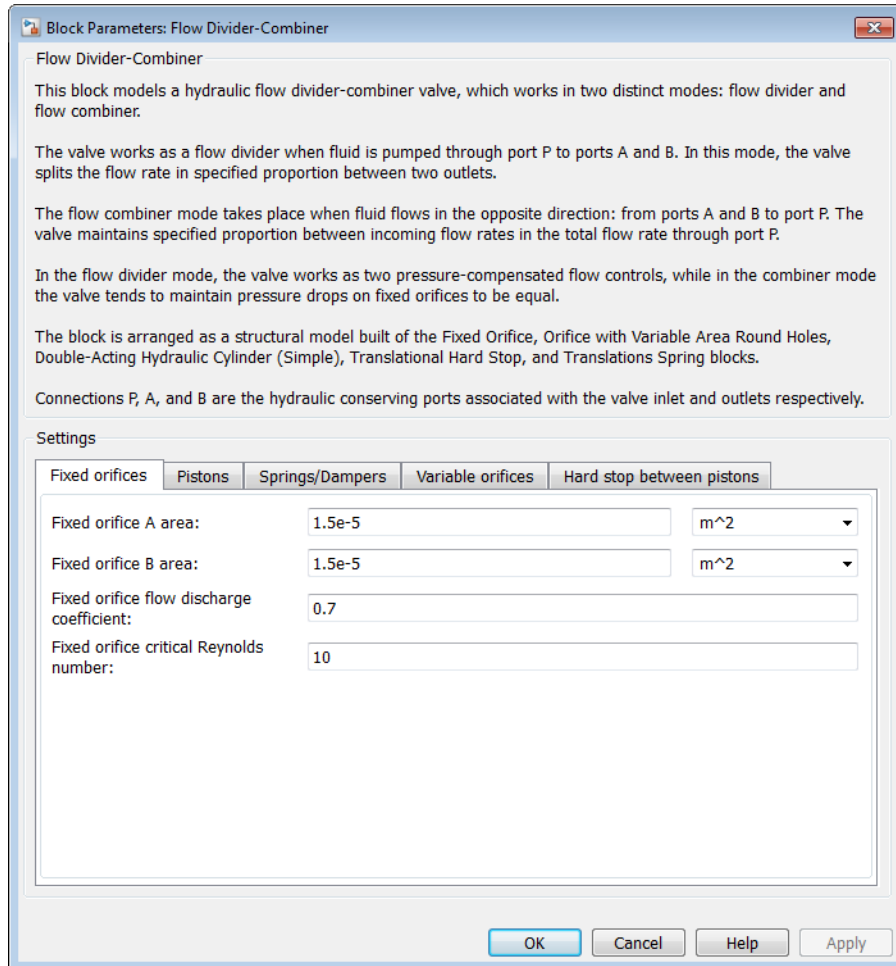 Block Parameters: Flow Divider-Combiner
Flow Divider-Combiner
This block models a hydraulic flow divider-combiner valve, which works in two distinct modes: flow divider and
flow combiner.
The valve works as a flow divider when fluid is pumped through port P to ports A and B. In this mode, the valve
splits the flow rate in specified proportion between two outlets.
The flow combiner mode takes place when fluid flows in the opposite direction: from ports A and B to port P. The
valve maintains specified proportion between incoming flow rates in the total flow rate through port P.
In the flow divider mode, the valve works as two pressure-compensated flow controls, while in the combiner mode
the valve tends to maintain pressure drops on fixed orifices to be equal.
The block is arranged as a structural model built of the Fixed Orifice, Orifice with Variable Area Round Holes,
Double-Acting Hydraulic Cylinder (Simple), Translational Hard Stop, and Translations Spring blocks.
Connections P, A, and B are the hydraulic conserving ports associated with the valve inlet and outlets respectively.
Settings
Fixed orifices Pistons Springs/Dampers Variable orifices Hard stop between pistons
Fixed orifice A area: 1.5e-5 m^2
Fixed orifice B area: 1.5e-5 m^2
Fixed orifice flow discharge
coefficient: 0.7
Fixed orifice critical Reynolds
number: 10
OK Cancel Help Apply